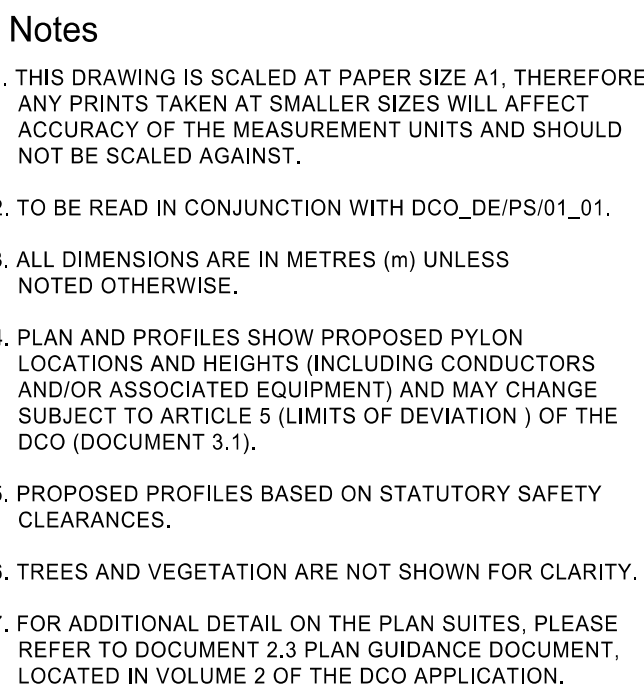 Notes
. THIS DRAWING IS SCALED AT PAPER SIZE A1, THEREFORE
ANY PRINTS TAKEN AT SMALLER SIZES WILL AFFECT
ACCURACY OF THE MEASUREMENT UNITS AND SHOULD
NOT BE SCALED AGAINST.
2. TO BE READ IN CONJUNCTION WITH DCO_DE/PS/01_01.
3. ALL DIMENSIONS ARE IN METRES (m) UNLESS
NOTED OTHERWISE.
4. PLAN AND PROFILES SHOW PROPOSED PYLON
LOCATIONS AND HEIGHTS (INCLUDING CONDUCTORS
AND/OR ASSOCIATED EQUIPMENT) AND MAY CHANGE
SUBJECT TO ARTICLE 5 (LIMITS OF DEVIATION ) OF THE
DCO (DOCUMENT 3.1).
5. PROPOSED PROFILES BASED ON STATUTORY SAFETY
CLEARANCES.
6. TREES AND VEGETATION ARE NOT SHOWN FOR CLARITY.
7. FOR ADDITIONAL DETAIL ON THE PLAN SUITES, PLEASE
REFER TO DOCUMENT 2.3 PLAN GUIDANCE DOCUMENT,
LOCATED IN VOLUME 2 OF THE DCO APPLICATION.